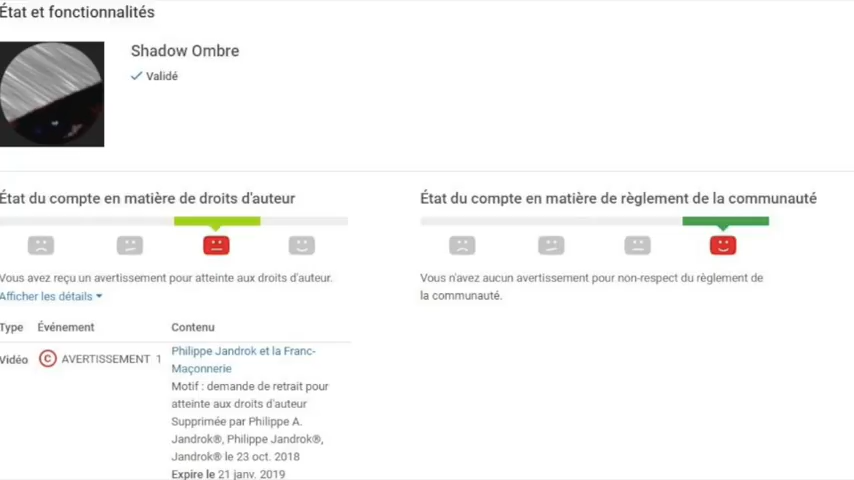 État et fonctionnalités
Shadow Ombre
Validé
État du compte en matière de droits d'auteur
Vous avez reçu un avertissement pour atteinte aux droits d'auteur.
Afficher les détails
Type Événement Contenu
Vidéo C AVERTISSEMENT 1
Philippe Jandrok et la Franc-
Maçonnerie
Motif : demande de retrait pour
atteinte aux droits d'auteur
Supprimée par Philippe A.
Jandrok®, Philippe Jandrok®,
Jandrok® le 23 oct. 2018
Expire le 21 janv. 2019
État du compte en matière de règlement de la communauté
Vous n'avez aucun avertissement pour non-respect du règlement de
la communauté.